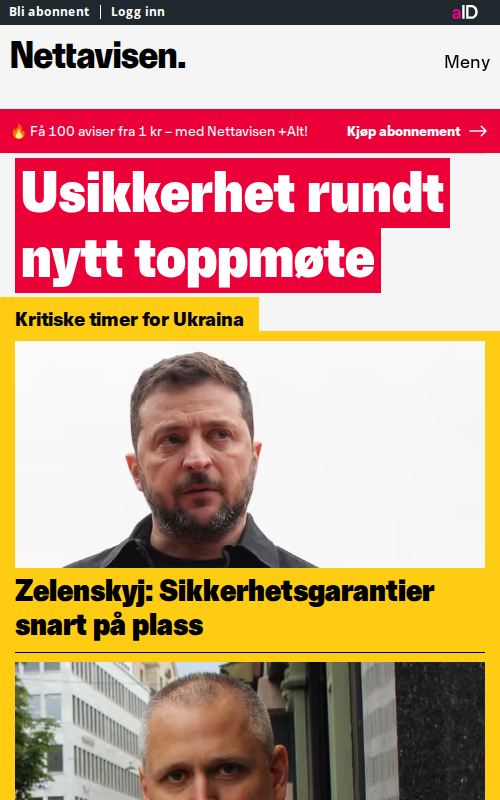 Bli abonnent | Logg inn
aID
Nettavisen.
Meny
🔥 Få 100 aviser fra 1 kr – med Nettavisen +Alt!
Kjøp abonnement →
Usikkerhet rundt
nytt toppmøte
Kritiske timer for Ukraina
Zelenskyj: Sikkerhetsgarantier
snart på plass